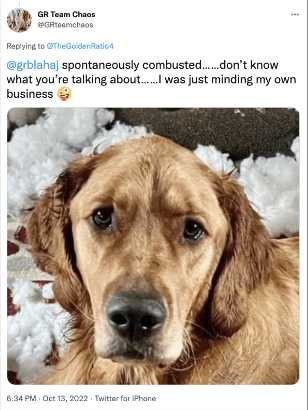 GR Team Chaos
@GRteamchaos
Replying to @TheGoldenRatio4
@grblahaj spontaneously combusted……don't know
what you're talking about……I was just minding my own
business 🤪
6:34 PM · Oct 13, 2022 · Twitter for iPhone